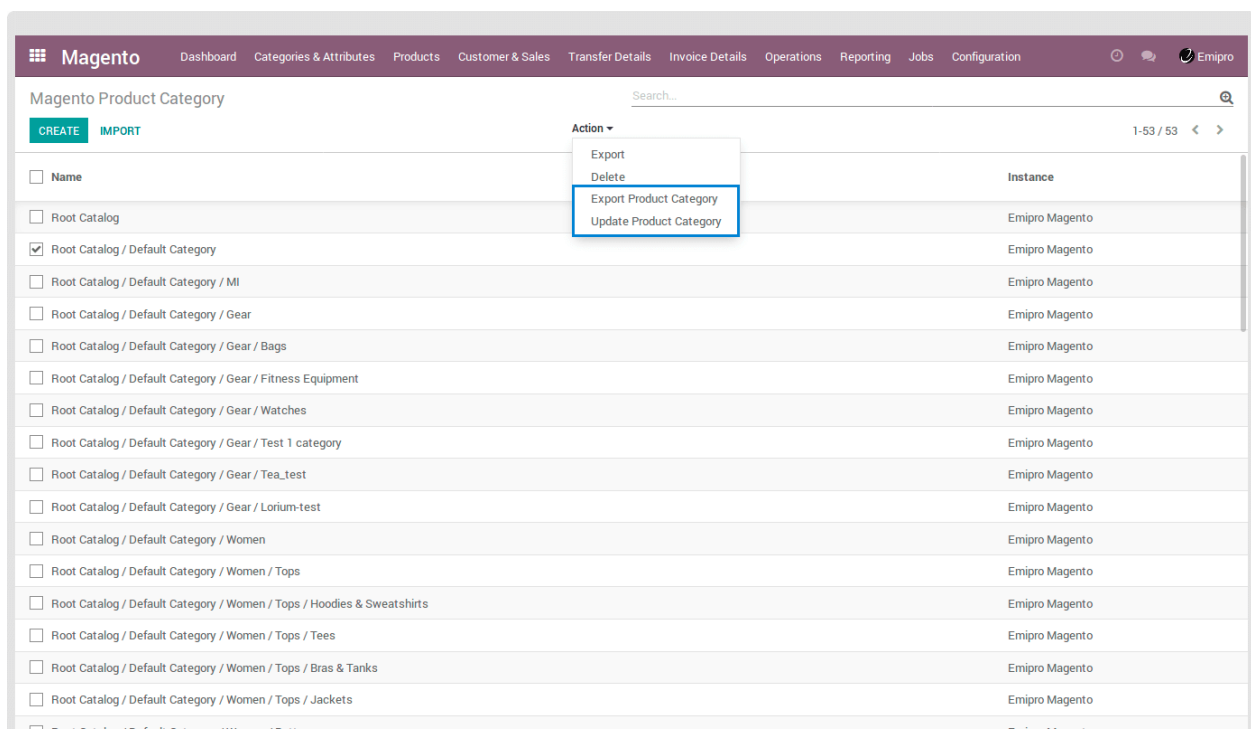 Magento Dashboard Categories & Attributes Products Customer & Sales Transfer Details Invoice Details Operations Reporting Jobs Configuration Emipro
Magento Product Category Search...
CREATE IMPORT Action 1-53 / 53
Export
Delete
Name Instance
Export Product Category
Root Catalog Emipro Magento
Update Product Category
Root Catalog / Default Category Emipro Magento
Root Catalog / Default Category / MI Emipro Magento
Root Catalog / Default Category / Gear Emipro Magento
Root Catalog / Default Category / Gear / Bags Emipro Magento
Root Catalog / Default Category / Gear / Fitness Equipment Emipro Magento
Root Catalog / Default Category / Gear / Watches Emipro Magento
Root Catalog / Default Category / Gear / Test 1 category Emipro Magento
Root Catalog / Default Category / Gear / Tea_test Emipro Magento
Root Catalog / Default Category / Gear / Lorium-test Emipro Magento
Root Catalog / Default Category / Women Emipro Magento
Root Catalog / Default Category / Women / Tops Emipro Magento
Root Catalog / Default Category / Women / Tops / Hoodies & Sweatshirts Emipro Magento
Root Catalog / Default Category / Women / Tops / Tees Emipro Magento
Root Catalog / Default Category / Women / Tops / Bras & Tanks Emipro Magento
Root Catalog / Default Category / Women / Tops / Jackets Emipro Magento